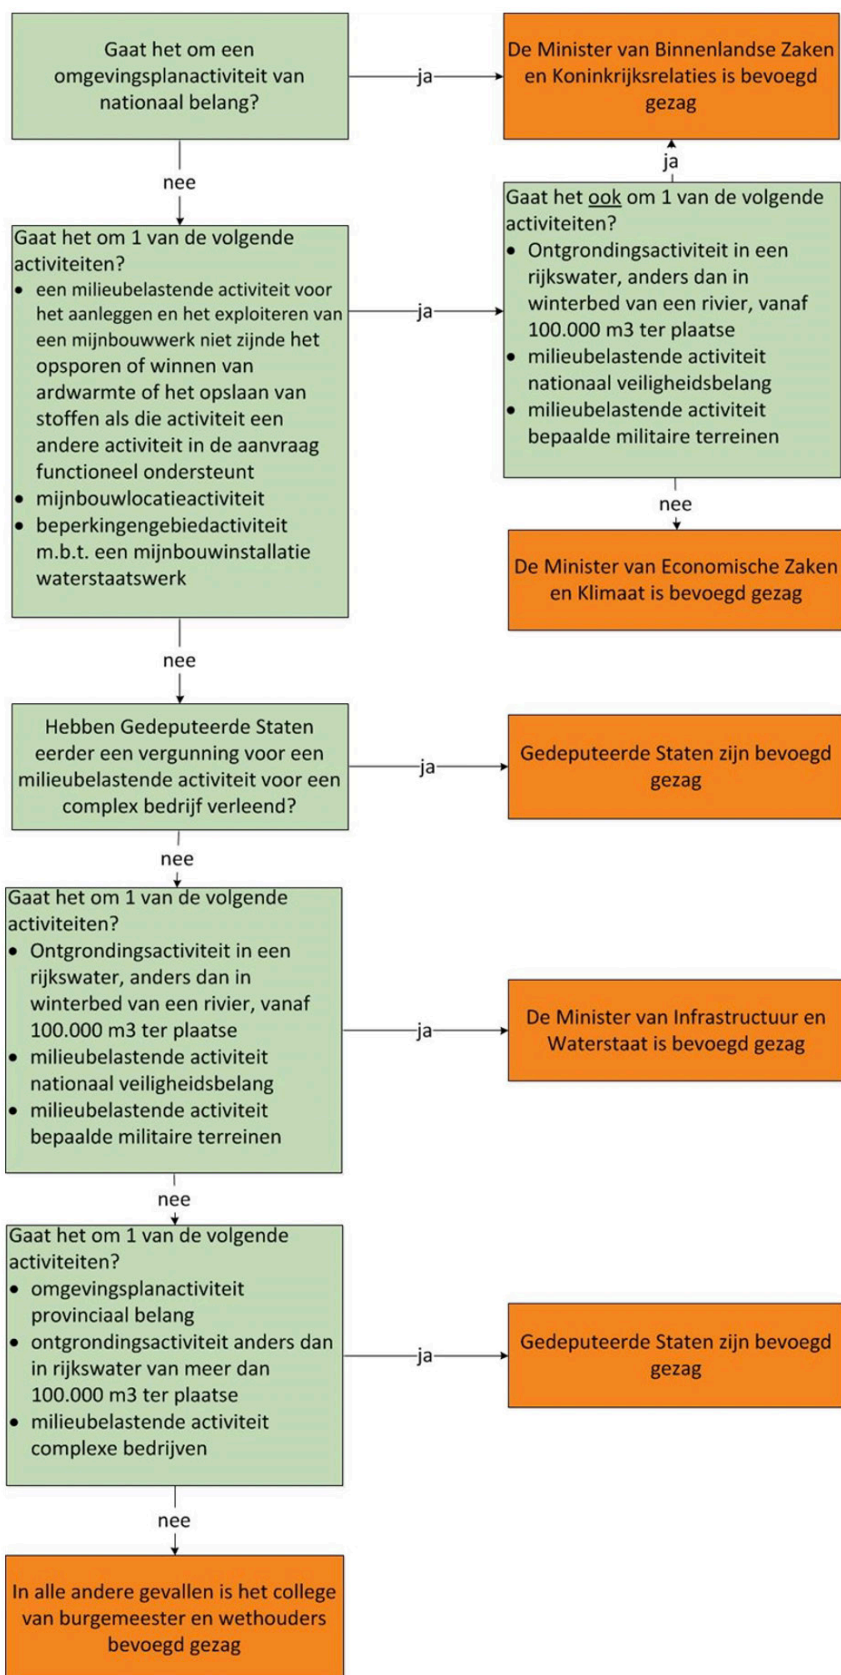 Gaat het om een
omgevingsplanactiviteit van
nationaal belang?
ja
De Minister van Binnenlandse Zaken
en Koninkrijksrelaties is bevoegd
gezag
nee
ja
Gaat het om 1 van de volgende
activiteiten?
• een milieubelastende activiteit voor
het aanleggen en het exploiteren van
een mijnbouwwerk niet zijnde het
opsporen of winnen van
ardwarmte of het opslaan van
stoffen als die activiteit een
andere activiteit in de aanvraag
functioneel ondersteunt
• mijnbouwlocatieactiviteit
• beperkingengebiedactiviteit
m.b.t. een mijnbouwinstallatie
waterstaatswerk
ja
Gaat het ook om 1 van de volgende
activiteiten?
• Ontgrondingsactiviteit in een
rijkswater, anders dan in
winterbed van een rivier, vanaf
100.000 m3 ter plaatse
• milieubelastende activiteit
nationaal veiligheidsbelang
• milieubelastende activiteit
bepaalde militaire terreinen
nee
De Minister van Economische Zaken
en Klimaat is bevoegd gezag
nee
Hebben Gedeputeerde Staten
eerder een vergunning voor een
milieubelastende activiteit voor een
complex bedrijf verleend?
ja
Gedeputeerde Staten zijn bevoegd
gezag
nee
Gaat het om 1 van de volgende
activiteiten?
• Ontgrondingsactiviteit in een
rijkswater, anders dan in
winterbed van een rivier, vanaf
100.000 m3 ter plaatse
• milieubelastende activiteit
nationaal veiligheidsbelang
• milieubelastende activiteit
bepaalde militaire terreinen
ja
De Minister van Infrastructuur en
Waterstaat is bevoegd gezag
nee
Gaat het om 1 van de volgende
activiteiten?
• omgevingsplanactiviteit
provinciaal belang
• ontgrondingsactiviteit anders dan
in rijkswater van meer dan
100.000 m3 ter plaatse
• milieubelastende activiteit
complexe bedrijven
ja
Gedeputeerde Staten zijn bevoegd
gezag
nee
In alle andere gevallen is het college
van burgemeester en wethouders
bevoegd gezag